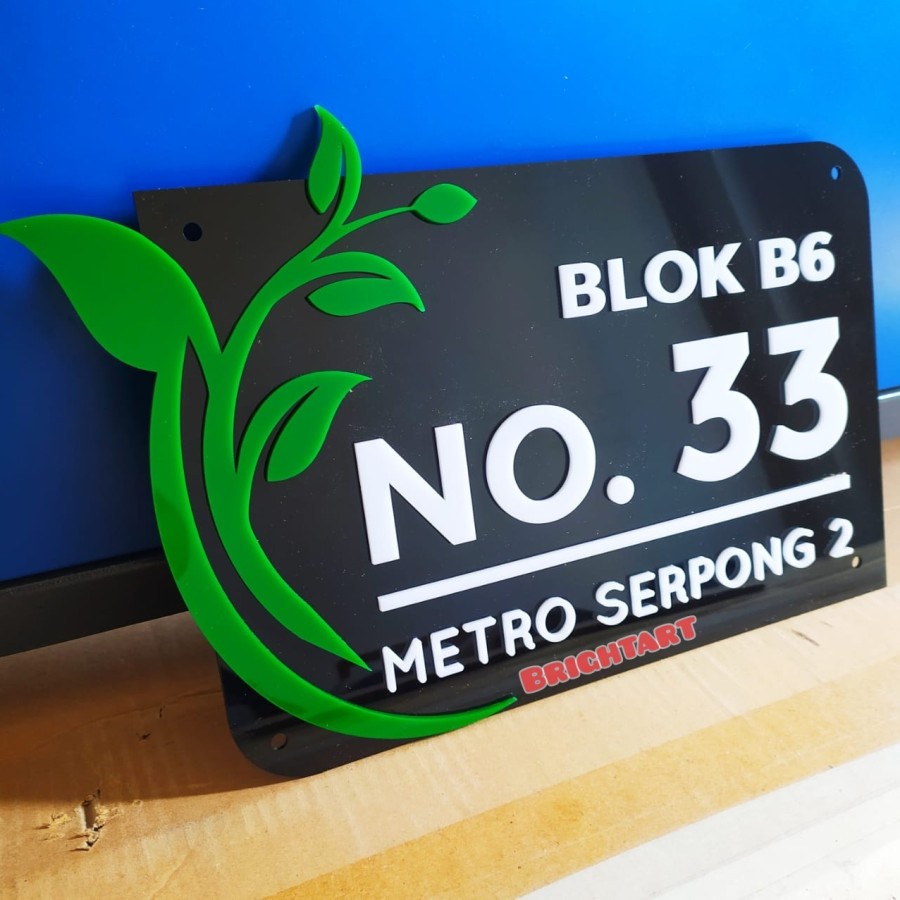 BLOK B6
NO. 33
METRO SERPONG 2
BRIGHTART